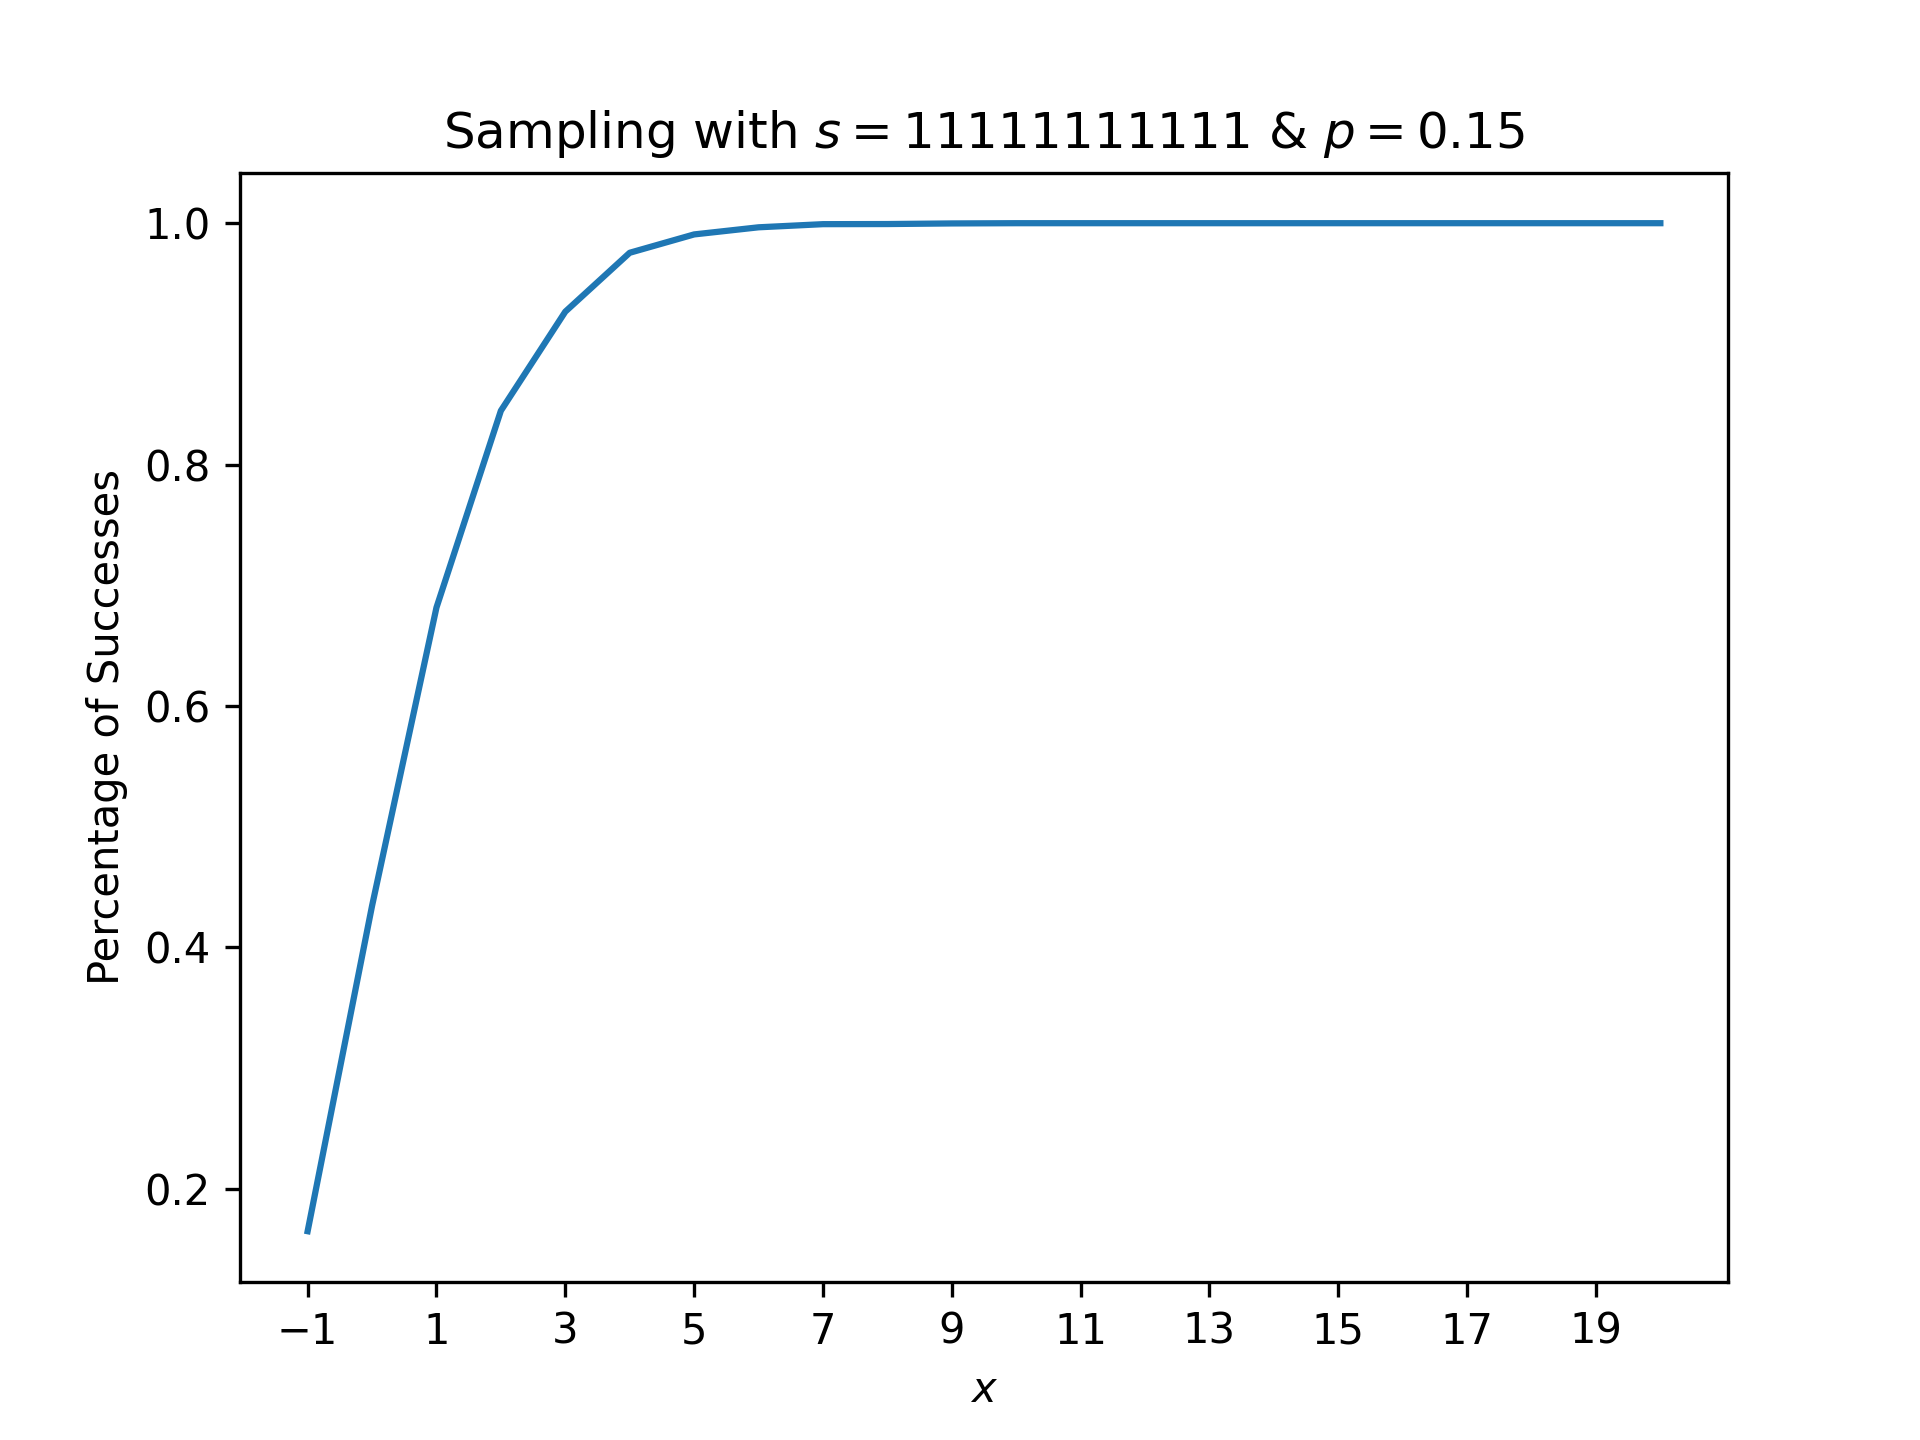 Sampling with s = 11111111111 & p = 0.15
1.0
0.8
0.6
0.4
0.2
Percentage of Successes
−1 1 3 5 7 9 11 13 15 17 19
x